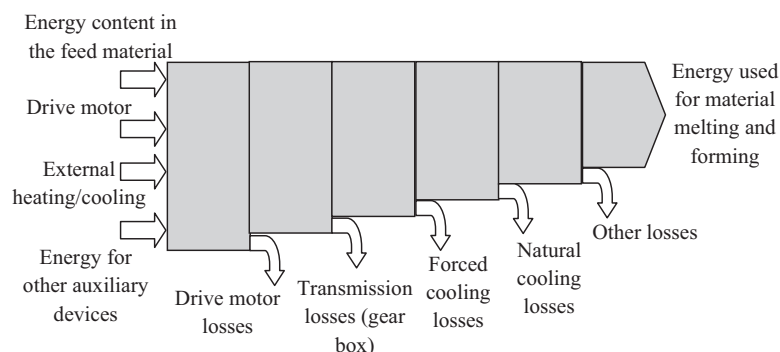 Energy content in
the feed material
Drive motor
External
heating/cooling
Energy for
other auxiliary
devices
Drive motor
losses
Transmission
losses (gear
box)
Forced
cooling
losses
Natural
cooling
losses
Other losses
Energy used
for material
melting and
forming